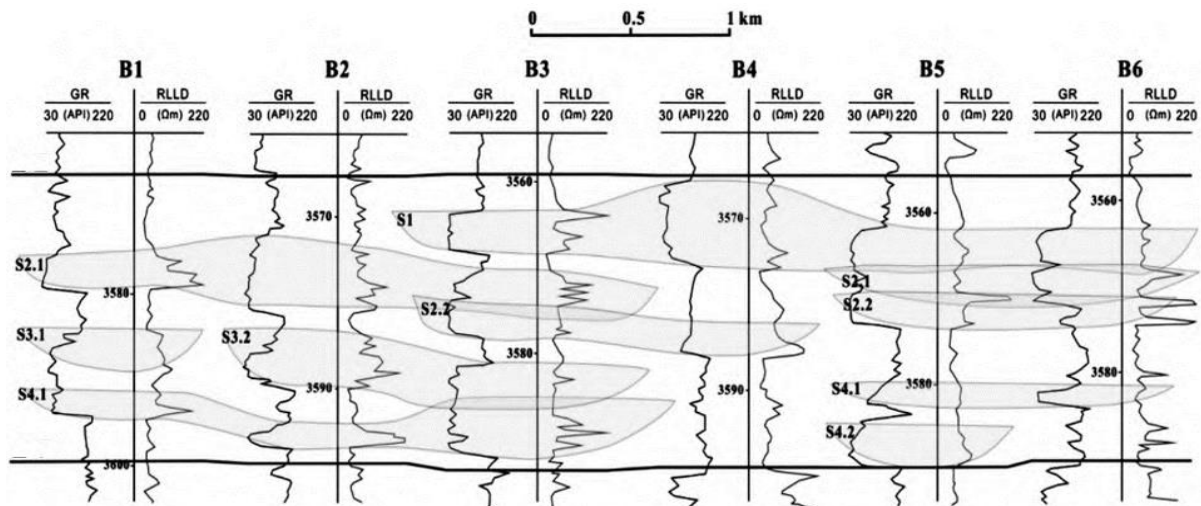 0 0.5 1 km
B1 B2 B3 B4 B5 B6
GR RLLD GR RLLD GR RLLD GR RLLD GR RLLD GR RLLD
30 (API) 220 0 (Ωm) 220 30 (API) 220 0 (Ωm) 220 30 (API) 220 0 (Ωm) 220 30 (API) 220 0 (Ωm) 220 30 (API) 220 0 (Ωm) 220 30 (API) 220 0 (Ωm) 220
3560
3560
3570 S1 3570 3560
S2.1
3580 S2.1
S2.2 S2.2
S3.1 S3.2
3580
3580
S4.1 3590 3590 3580 S4.1
S4.2
3600